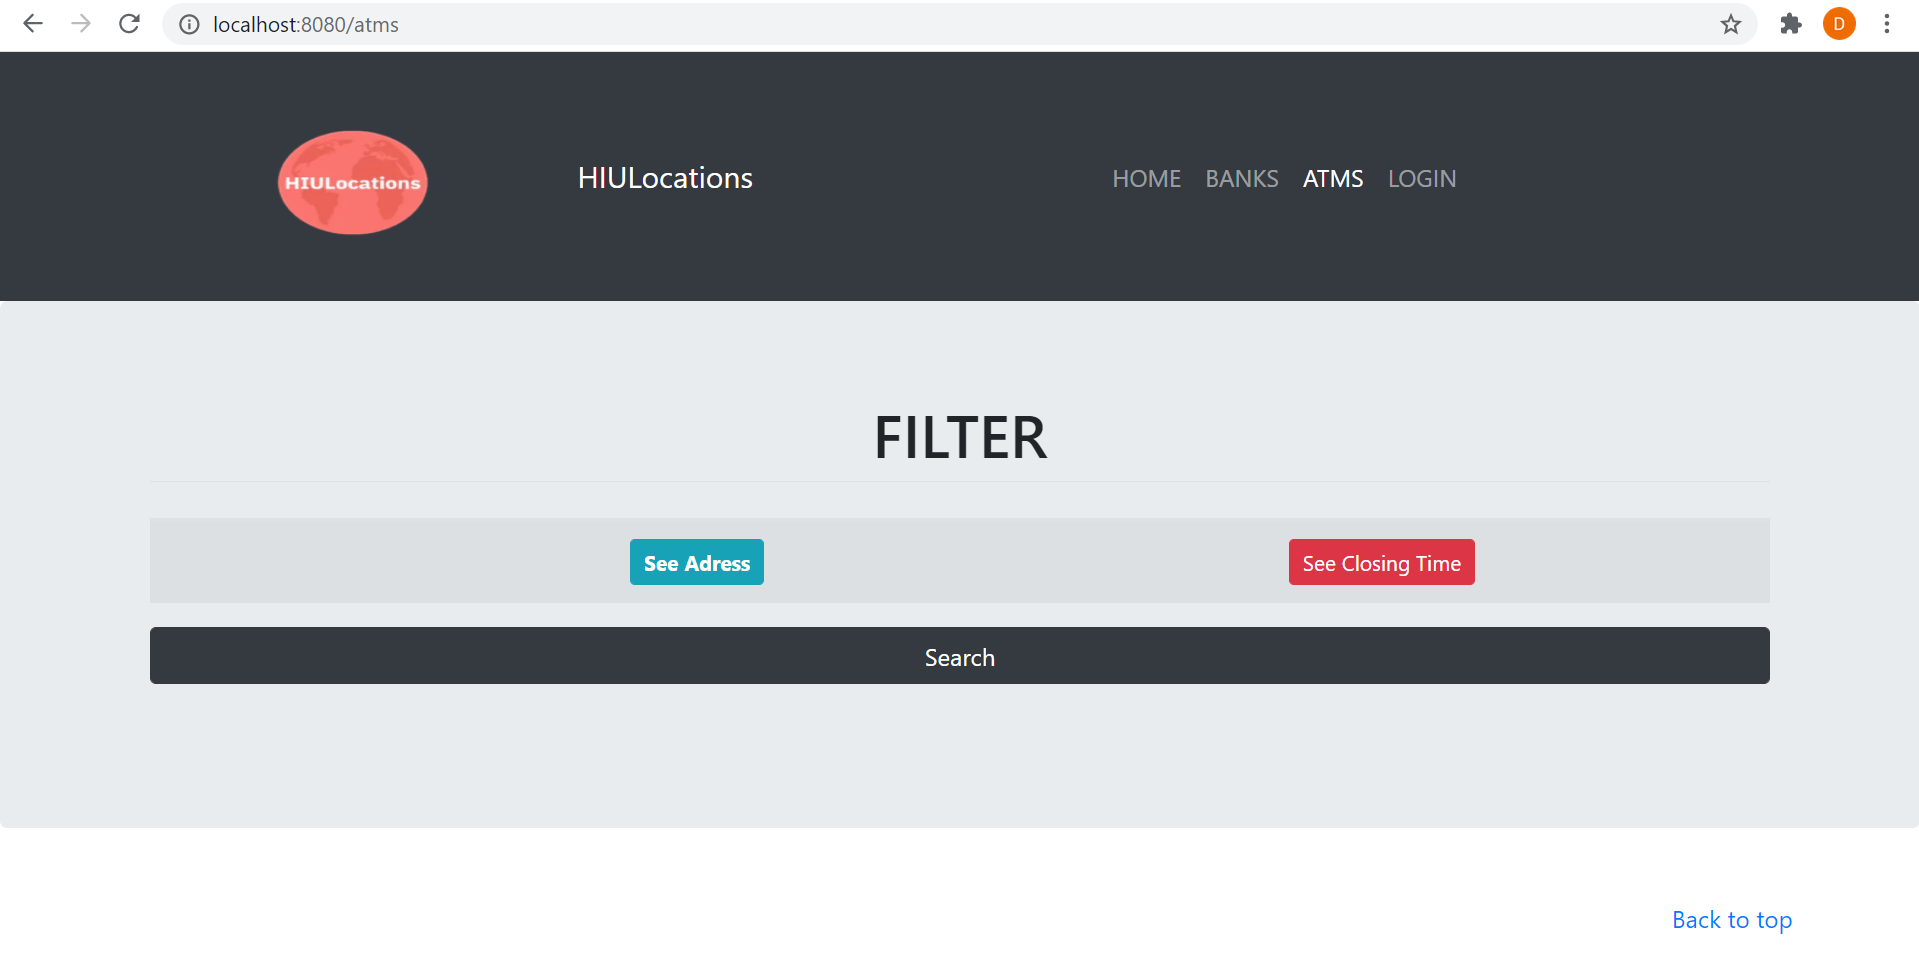 localhost:8080/atms
D
HIULocations
HIULocations
HOME BANKS ATMS LOGIN
FILTER
See Adress
See Closing Time
Search
Back to top